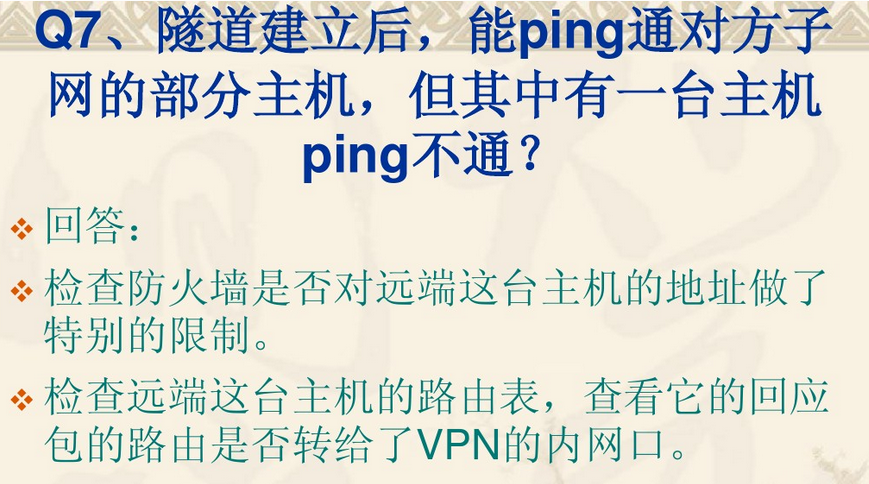 Q7、隧道建立后，能ping通对方子
网的部分主机，但其中有一台主机
ping不通？
回答：
检查防火墙是否对远端这台主机的地址做了
特别的限制。
检查远端这台主机的路由表，查看它的回应
包的路由是否转给了VPN的内网口。